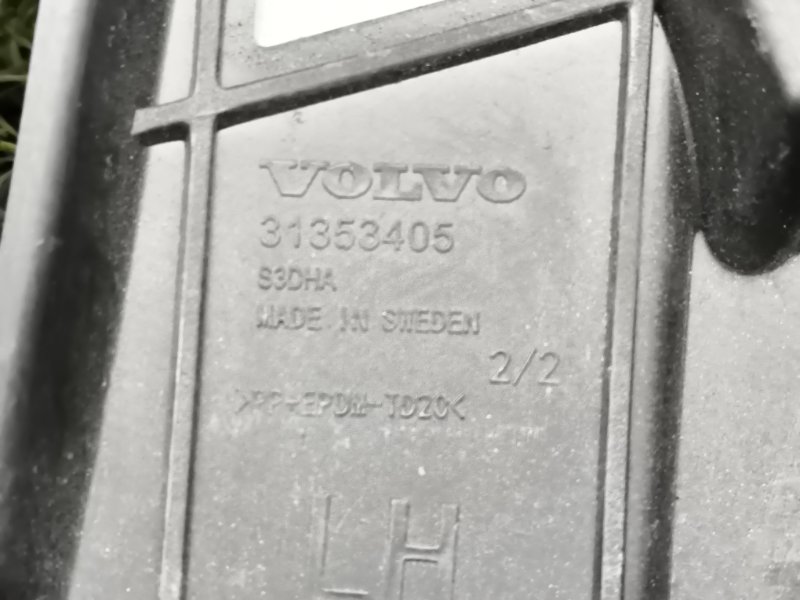 VOLVO
31353405
S3DHA
MADE IN SWEDEN
2/2
>PP+EPDM-TD20<
LH